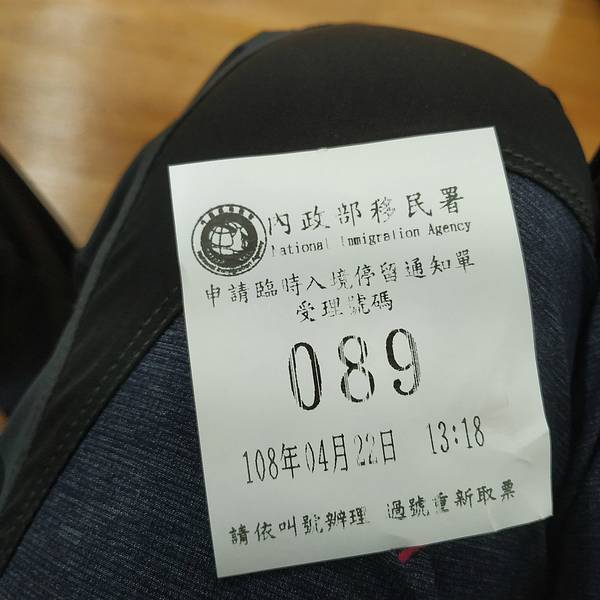 內政部移民署
National Immigration Agency
申請臨時入境停留通知單
受理號碼
089
108年04月22日 13:18
請依叫號辦理 過號重新取票